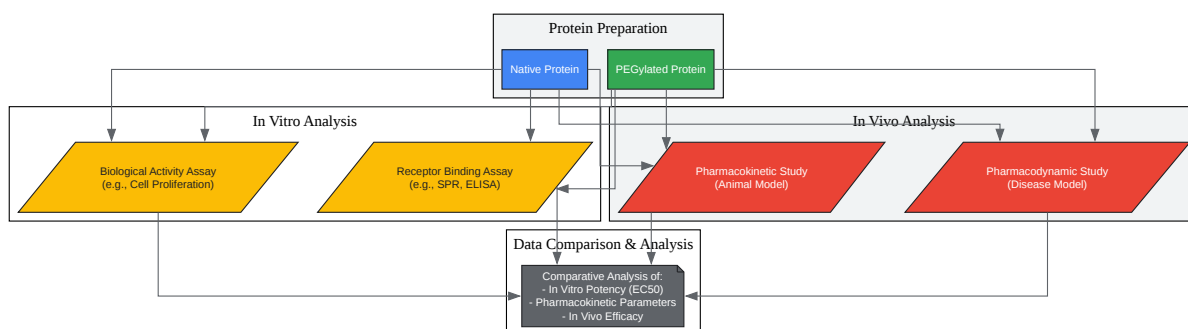 Protein Preparation
Native Protein
PEGylated Protein
In Vitro Analysis
In Vivo Analysis
Biological Activity Assay
(e.g., Cell Proliferation)
Receptor Binding Assay
(e.g., SPR, ELISA)
Pharmacokinetic Study
(Animal Model)
Pharmacodynamic Study
(Disease Model)
Data Comparison & Analysis
Comparative Analysis of:
- In Vitro Potency (EC50)
- Pharmacokinetic Parameters
- In Vivo Efficacy